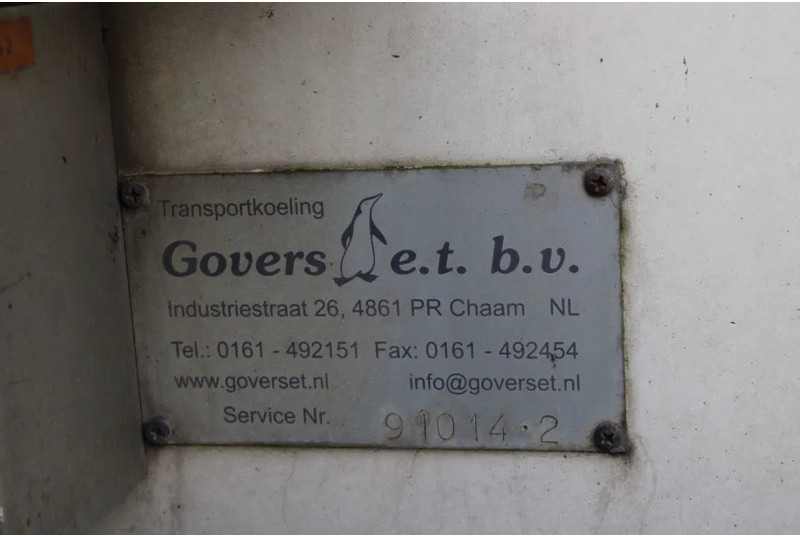 Transportkoeling
Govers e.t. b.v.
Industriestraat 26, 4861 PR Chaam NL
Tel.: 0161 - 492151 Fax: 0161 - 492454
www.goverset.nl info@goverset.nl
Service Nr. 91014.2